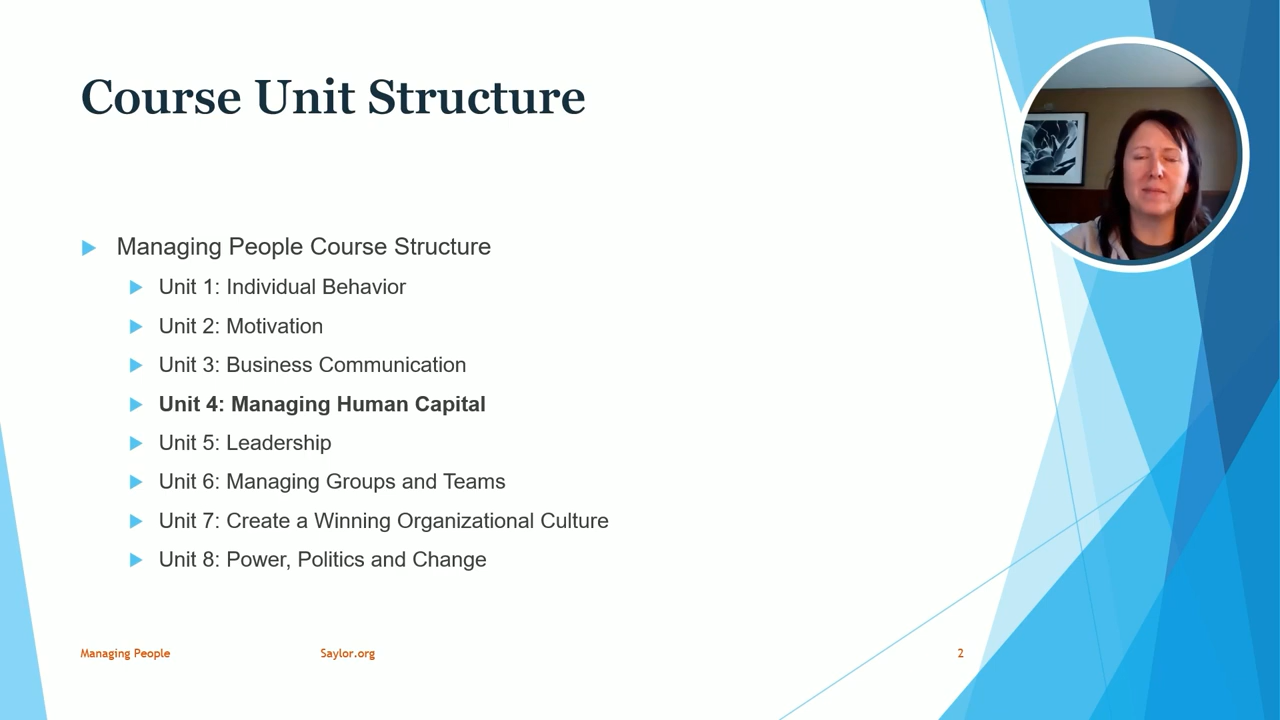 Course Unit Structure
Managing People Course Structure
Unit 1: Individual Behavior
Unit 2: Motivation
Unit 3: Business Communication
Unit 4: Managing Human Capital
Unit 5: Leadership
Unit 6: Managing Groups and Teams
Unit 7: Create a Winning Organizational Culture
Unit 8: Power, Politics and Change
Managing People Saylor.org 2